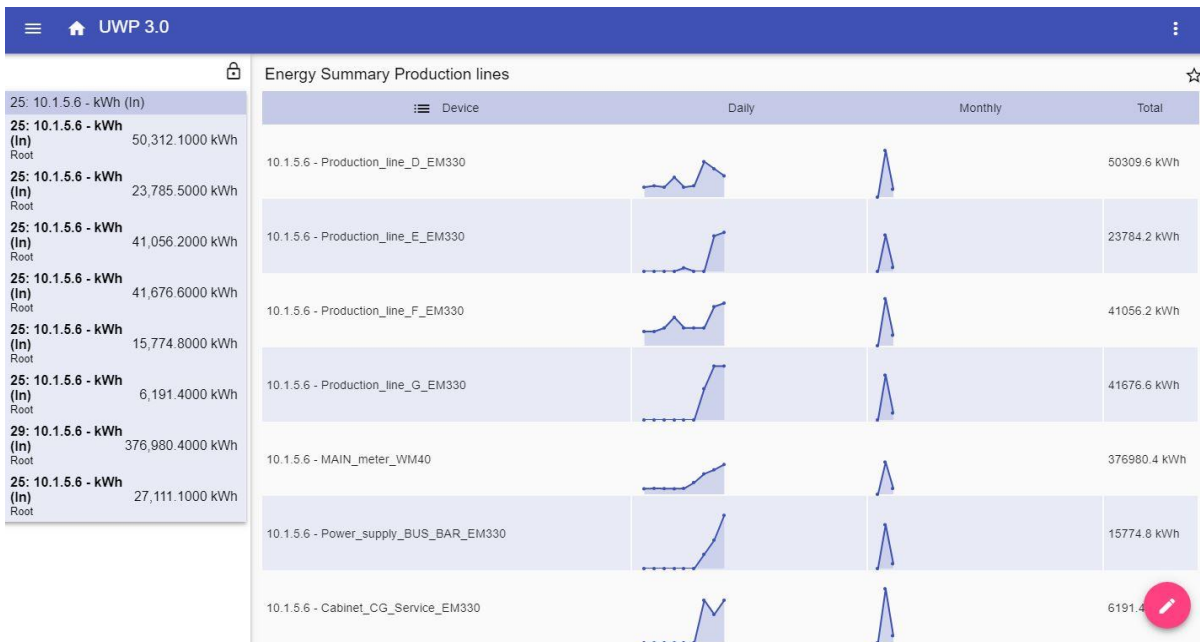 UWP 3.0
25: 10.1.5.6 - kWh (In)
25: 10.1.5.6 - kWh
(In)
50,312.1000 kWh
Root
25: 10.1.5.6 - kWh
(In)
23,785.5000 kWh
Root
25: 10.1.5.6 - kWh
(In)
41,056.2000 kWh
Root
25: 10.1.5.6 - kWh
(In)
41,676.6000 kWh
Root
25: 10.1.5.6 - kWh
(In)
15,774.8000 kWh
Root
25: 10.1.5.6 - kWh
(In)
6,191.4000 kWh
Root
29: 10.1.5.6 - kWh
(In)
376,980.4000 kWh
Root
25: 10.1.5.6 - kWh
(In)
27,111.1000 kWh
Root
Energy Summary Production lines
Device Daily Monthly Total
10.1.5.6 - Production_line_D_EM330 50309.6 kWh
10.1.5.6 - Production_line_E_EM330 23784.2 kWh
10.1.5.6 - Production_line_F_EM330 41056.2 kWh
10.1.5.6 - Production_line_G_EM330 41676.6 kWh
10.1.5.6 - MAIN_meter_WM40 376980.4 kWh
10.1.5.6 - Power_supply_BUS_BAR_EM330 15774.8 kWh
10.1.5.6 - Cabinet_CG_Service_EM330 6191.4